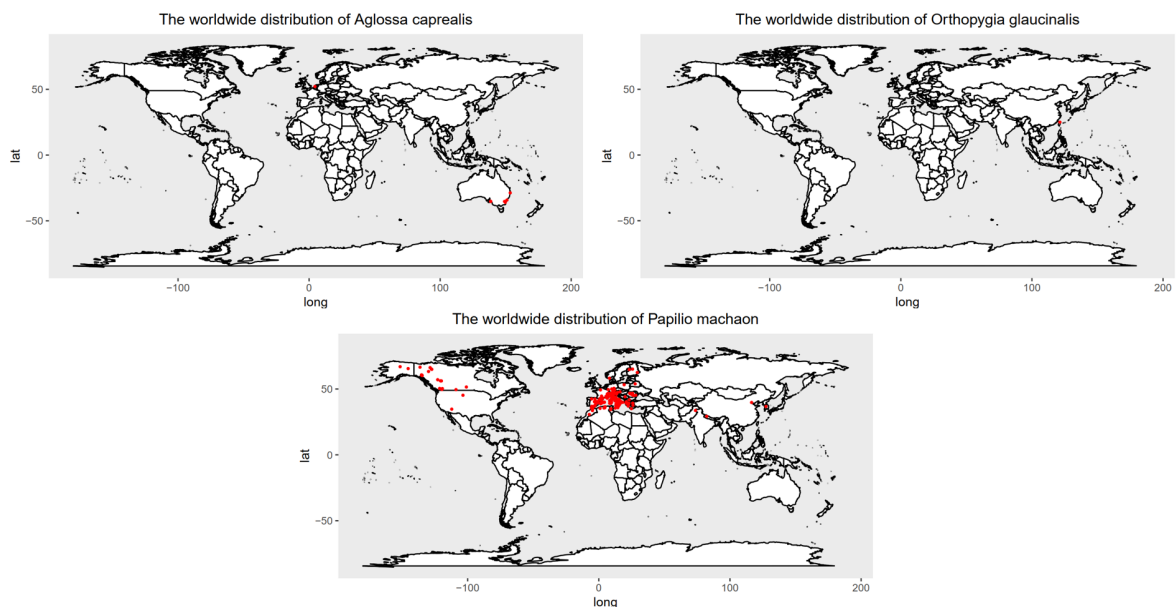 The worldwide distribution of Aglossa caprealis
lat
50
0
−50
−100
0
100
200
long
The worldwide distribution of Orthopygia glaucinalis
lat
50
0
−50
−100
0
100
200
long
The worldwide distribution of Papilio machaon
lat
50
0
−50
−100
0
100
200
long